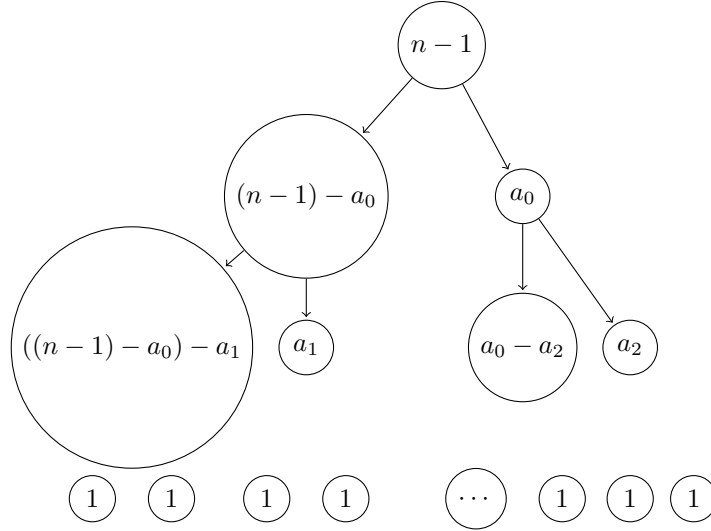 n − 1
(n − 1) − a₀ a₀
((n − 1) − a₀) − a₁ a₁ a₀ − a₂ a₂
1 1 1 1 ⋯ 1 1 1